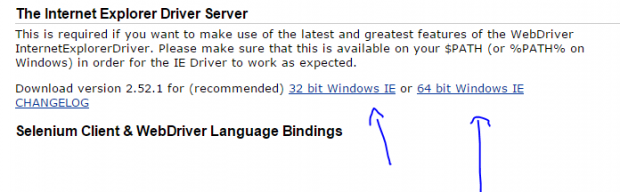 The Internet Explorer Driver Server
This is required if you want to make use of the latest and greatest features of the WebDriver
InternetExplorerDriver. Please make sure that this is available on your $PATH (or %PATH% on
Windows) in order for the IE Driver to work as expected.
Download version 2.52.1 for (recommended) 32 bit Windows IE or 64 bit Windows IE
CHANGELOG
Selenium Client & WebDriver Language Bindings